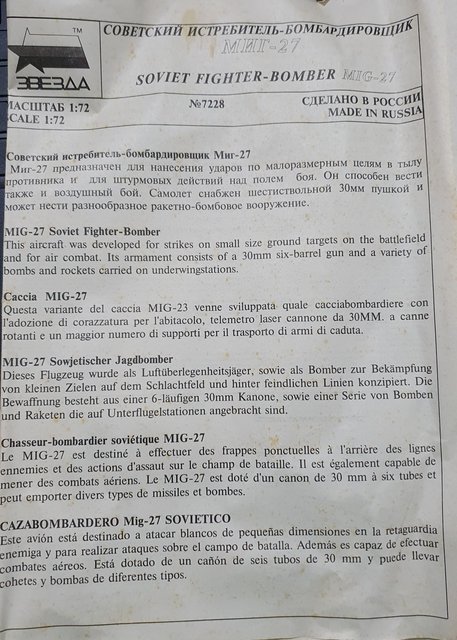 СОВЕТСКИЙ ИСТРЕБИТЕЛЬ-БОМБАРДИРОВЩИК
МИГ-27
TM
ЗВЕЗДА
SOVIET FIGHTER-BOMBER MIG-27
МАСШТАБ 1:72
SCALE 1:72
№7228
СДЕЛАНО В РОССИИ
MADE IN RUSSIA
Советский истребитель-бомбардировщик Миг-27
Миг-27 предназначен для нанесения ударов по малоразмерным целям в тылу
противника и для штурмовых действий над полем боя. Он способен вести
также и воздушный бой. Самолет снабжен шестиствольной 30мм пушкой и
может нести разнообразное ракетно-бомбовое вооружение.
MIG-27 Soviet Fighter-Bomber
This aircraft was developed for strikes on small size ground targets on the battlefield
and for air combat. Its armament consists of a 30mm six-barrel gun and a variety of
bombs and rockets carried on underwingstations.
Caccia MIG-27
Questa variante del caccia MIG-23 venne sviluppata quale cacciabombardiere con
l'adozione di corazzatura per l'abitacolo, telemetro laser cannone da 30MM. a canne
rotanti e un maggior numero di supporti per il trasporto di armi di caduta.
MIG-27 Sowjetischer Jagdbomber
Dieses Flugzeug wurde als Luftüberlegenheitsjäger, sowie als Bomber zur Bekämpfung
von kleinen Zielen auf dem Schlachtfeld und hinter feindlichen Linien konzipiert. Die
Bewaffnung besteht aus einer 6-läufigen 30mm Kanone, sowie einer Série von Bomben
und Raketen die auf Unterflugelstationen angebracht sind.
Chasseur-bombardier soviétique MIG-27
Le MIG-27 est destiné à effectuer des frappes ponctuelles à l'arrière des lignes
ennemies et des actions d'assaut sur le champ de bataille. Il est également capable de
mener des combats aériens. Le MIG-27 est doté d'un canon de 30 mm à six tubes et
peut emporter divers types de missiles et bombes.
CAZABOMBARDERO Mig-27 SOVIETICO
Este avión está destinado a atacar blancos de pequeñas dimensiones en la retaguardia
enemiga y para realizar ataques sobre el campo de batalla. Además es capaz de efectuar
combates aéreos. Está dotado de un cañón de seis tubos de 30 mm y puede llevar
cohetes y bombas de diferentes tipos.